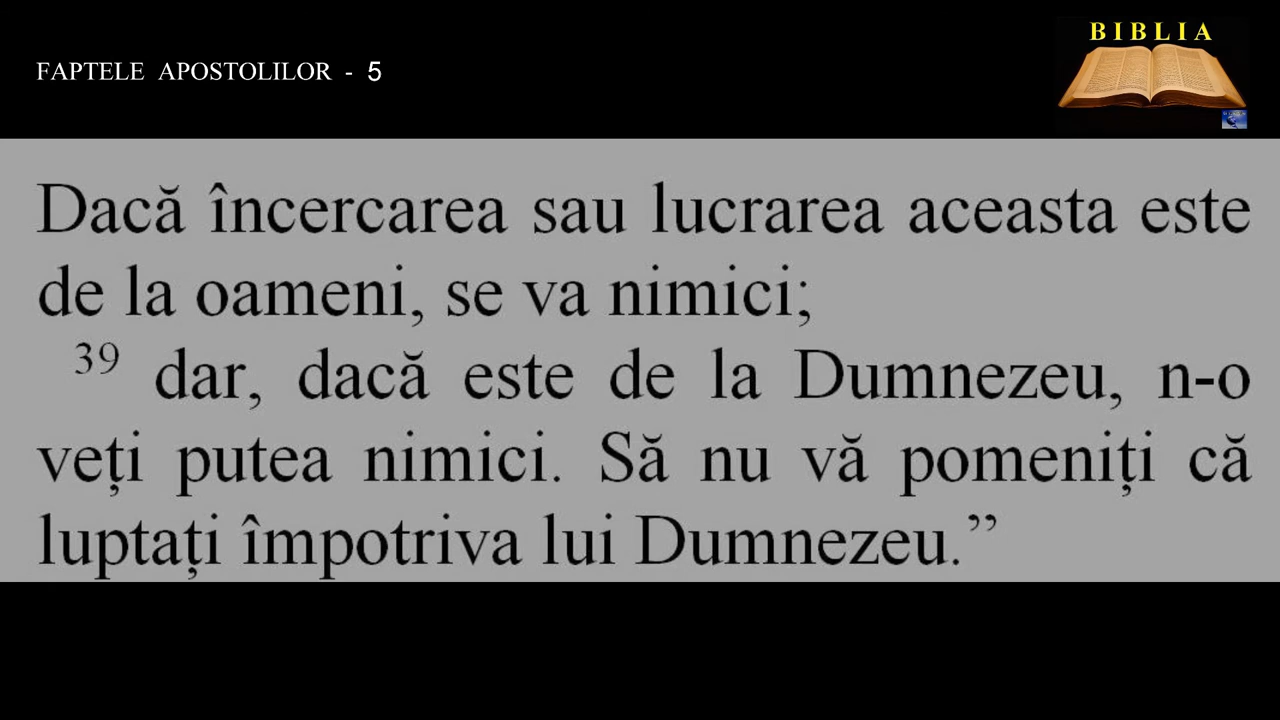 BIBLIA
FAPTELE APOSTOLILOR - 5
Dacă încercarea sau lucrarea aceasta este
de la oameni, se va nimici;
39 dar, dacă este de la Dumnezeu, n-o
veți putea nimici. Să nu vă pomeniți că
luptați împotriva lui Dumnezeu.”